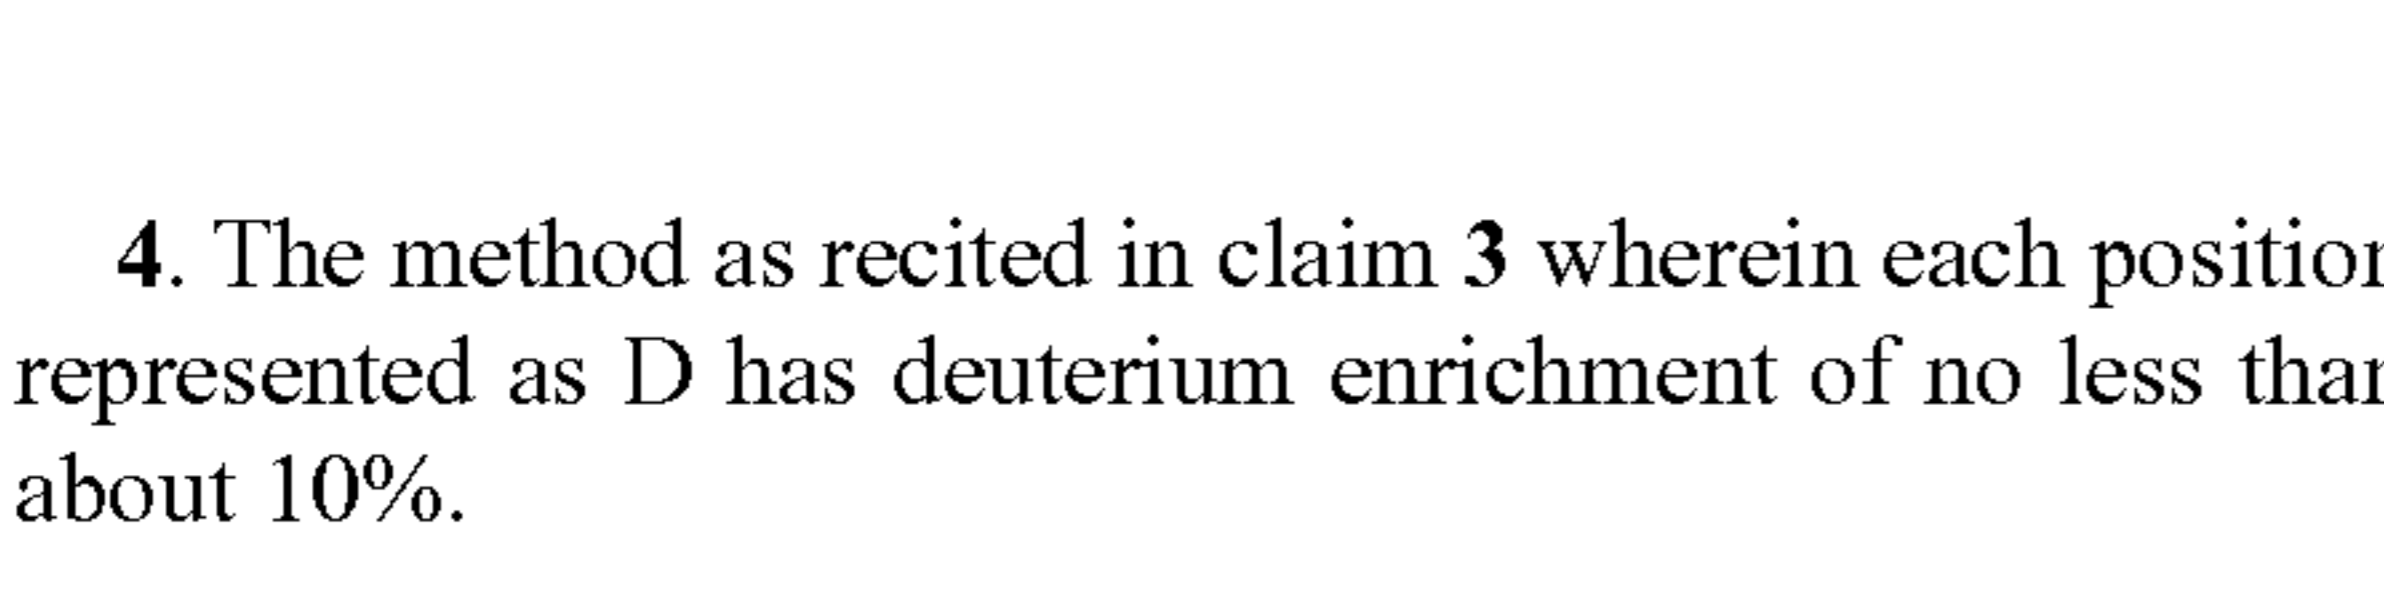 4. The method as recited in claim 3 wherein each position
represented as D has deuterium enrichment of no less than
about 10%.